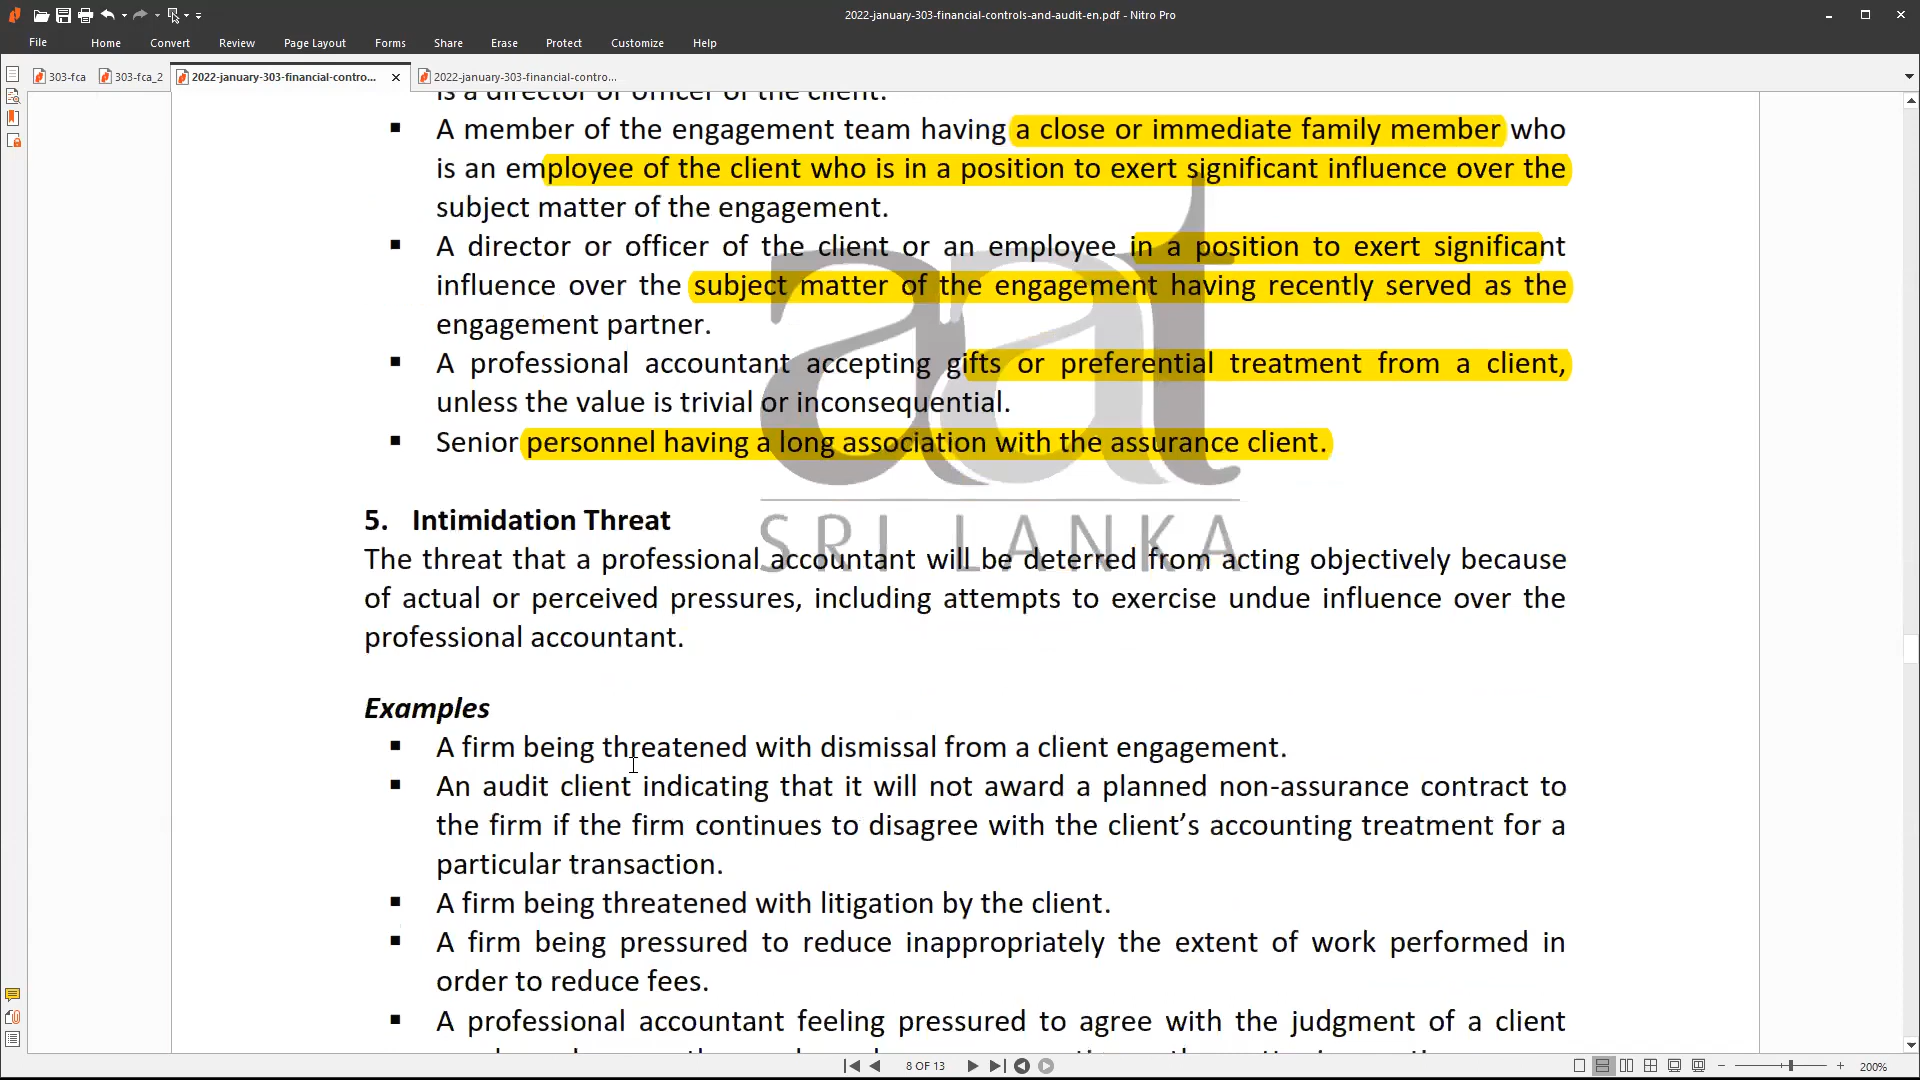 2022-january-303-financial-controls-and-audit-en.pdf - Nitro Pro
File Home Convert Review Page Layout Forms Share Erase Protect Customize Help
303-fca 303-fca_2 2022-january-303-financial-contro... 2022-january-303-financial-contro...
is a director or officer of the client.
▪ A member of the engagement team having a close or immediate family member who
is an employee of the client who is in a position to exert significant influence over the
subject matter of the engagement.
▪ A director or officer of the client or an employee in a position to exert significant
influence over the subject matter of the engagement having recently served as the
engagement partner.
▪ A professional accountant accepting gifts or preferential treatment from a client,
unless the value is trivial or inconsequential.
▪ Senior personnel having a long association with the assurance client.
aat
SRI LANKA
5. Intimidation Threat
The threat that a professional accountant will be deterred from acting objectively because
of actual or perceived pressures, including attempts to exercise undue influence over the
professional accountant.
Examples
▪ A firm being threatened with dismissal from a client engagement.
▪ An audit client indicating that it will not award a planned non-assurance contract to
the firm if the firm continues to disagree with the client’s accounting treatment for a
particular transaction.
▪ A firm being threatened with litigation by the client.
▪ A firm being pressured to reduce inappropriately the extent of work performed in
order to reduce fees.
▪ A professional accountant feeling pressured to agree with the judgment of a client
8 OF 13
200%